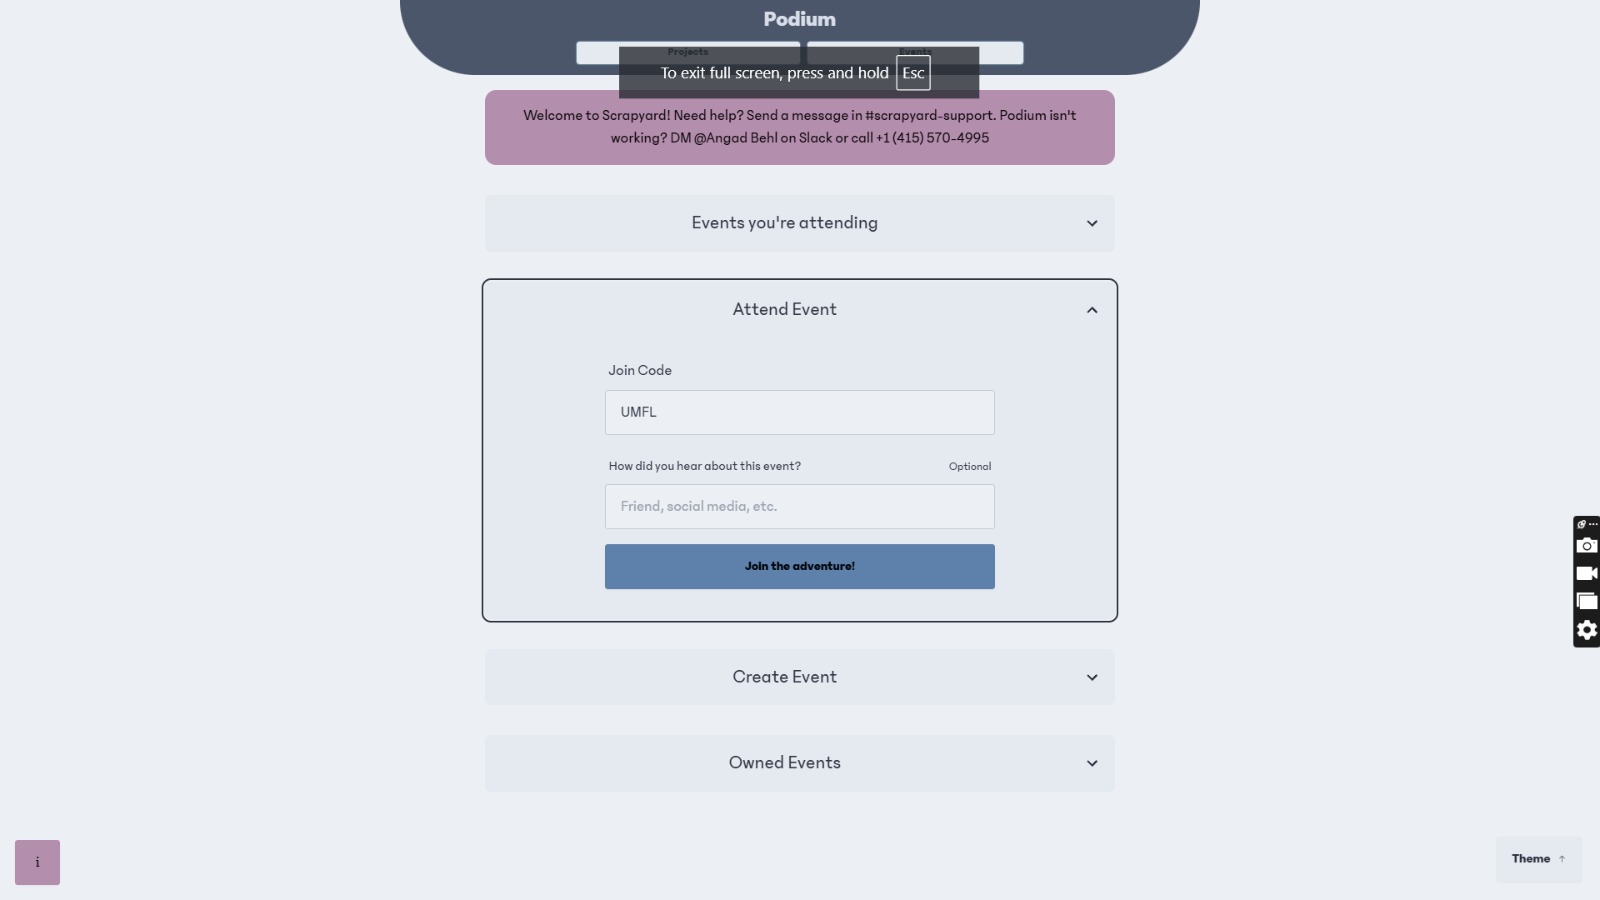 Podium
Projects
Events
To exit full screen, press and hold Esc
Welcome to Scrapyard! Need help? Send a message in #scrapyard-support. Podium isn't
working? DM @Angad Behl on Slack or call +1 (415) 570-4995
Events you're attending
Attend Event
Join Code
UMFL
How did you hear about this event?
Optional
Friend, social media, etc.
Join the adventure!
Create Event
Owned Events
i
Theme ↑